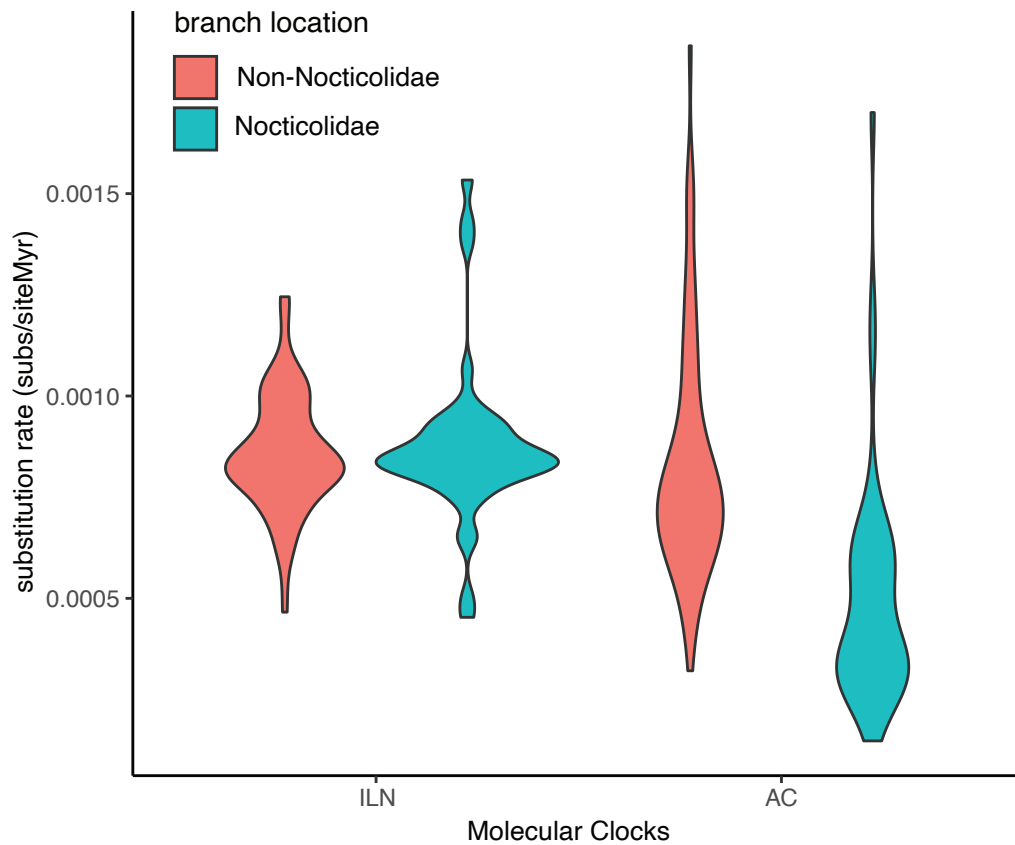 branch location
Non-Nocticolidae
Nocticolidae
0.0015
0.0010
0.0005
substitution rate (subs/siteMyr)
ILN
AC
Molecular Clocks